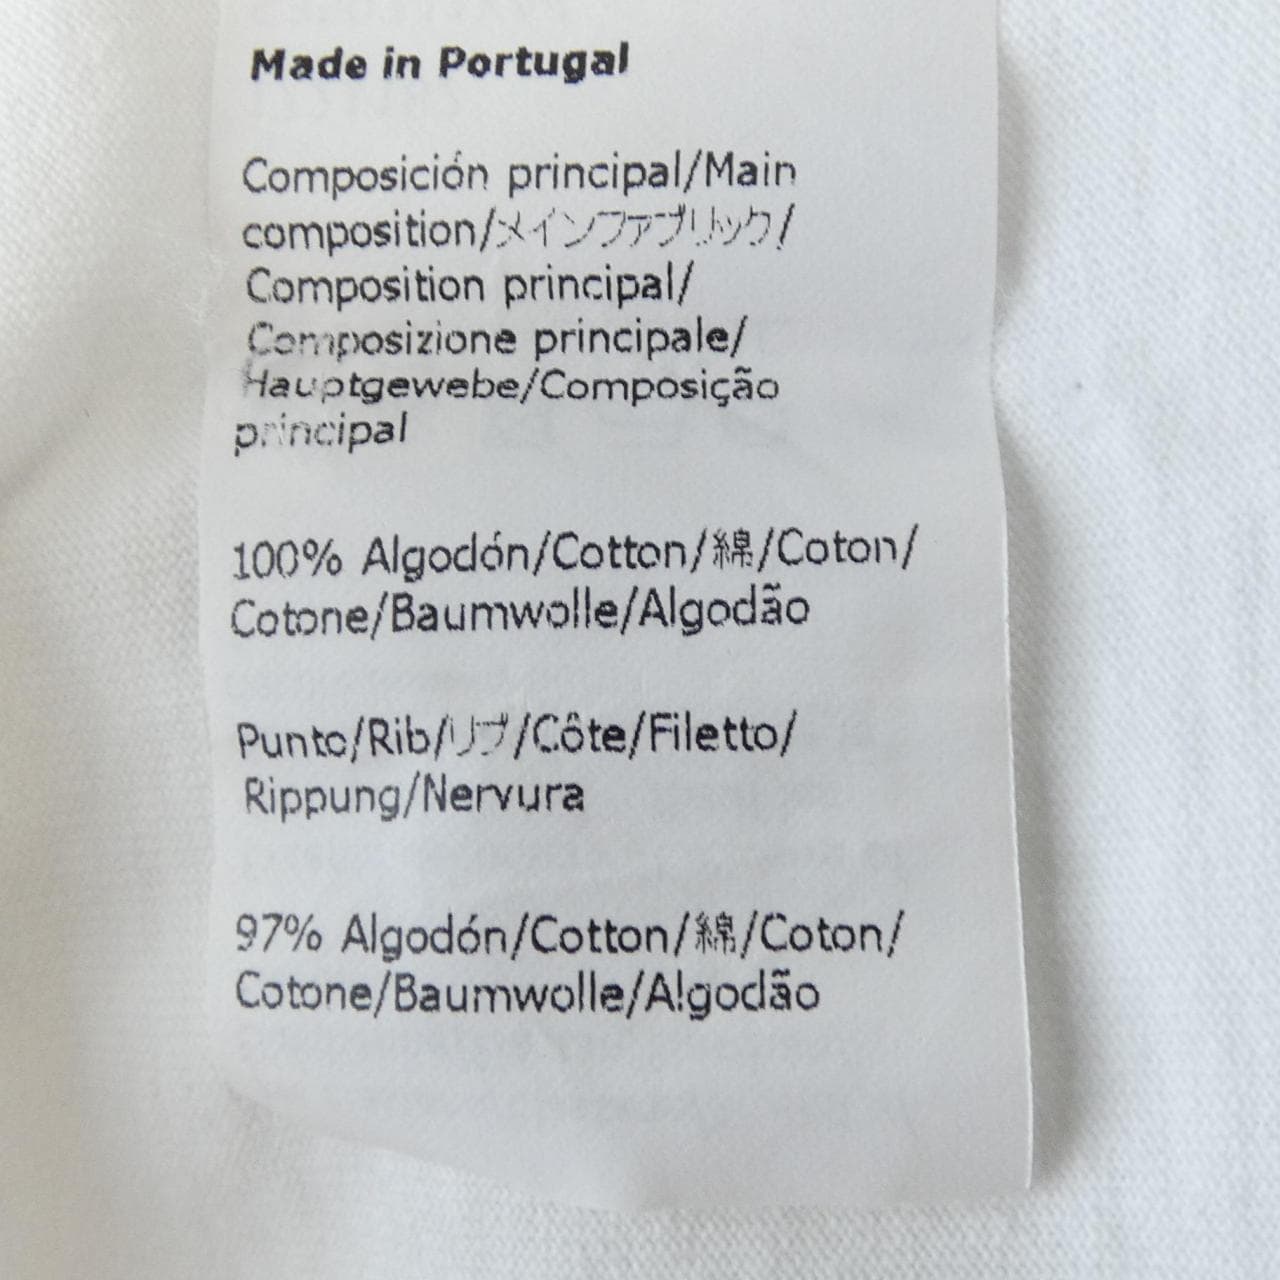 Made in Portugal
Composición principal/Main
composition/メインファブリック/
Composition principal/
Composizione principale/
Hauptgewebe/Composição
principal
100% Algodón/Cotton/綿/Coton/
Cotone/Baumwolle/Algodão
Punto/Rib/リブ/Côte/Filetto/
Rippung/Nervura
97% Algodón/Cotton/綿/Coton/
Cotone/Baumwolle/Algodão